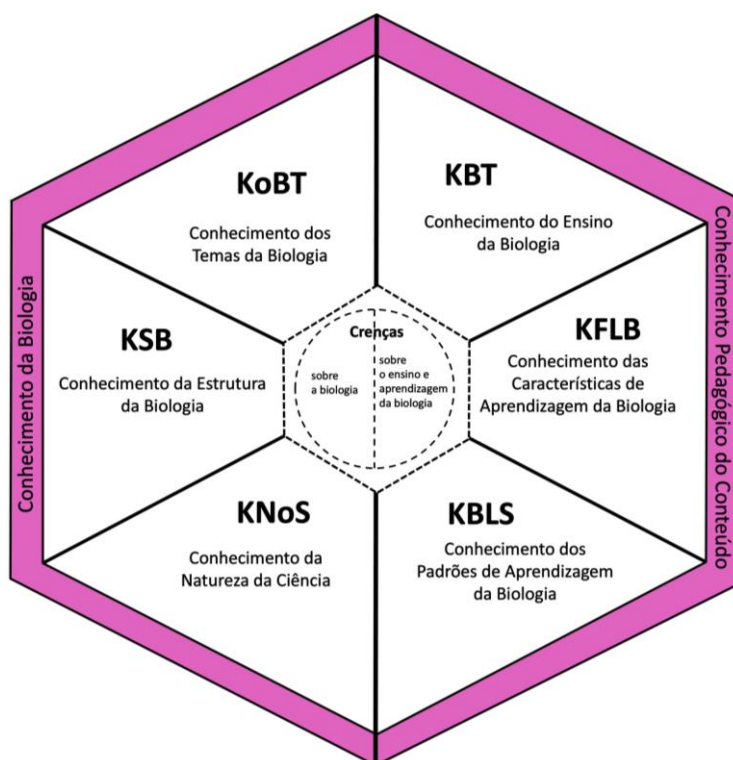 KoBT
Conhecimento dos
Temas da Biologia
KBT
Conhecimento do Ensino
da Biologia
KSB
Conhecimento da Estrutura
da Biologia
Crenças
sobre
a biologia
sobre
o ensino e
aprendizagem
da biologia
KFLB
Conhecimento das
Características de
Aprendizagem da Biologia
KNoS
Conhecimento da
Natureza da Ciência
KBLS
Conhecimento dos
Padrões de Aprendizagem
da Biologia
Conhecimento da Biologia
Conhecimento Pedagógico do Conteúdo